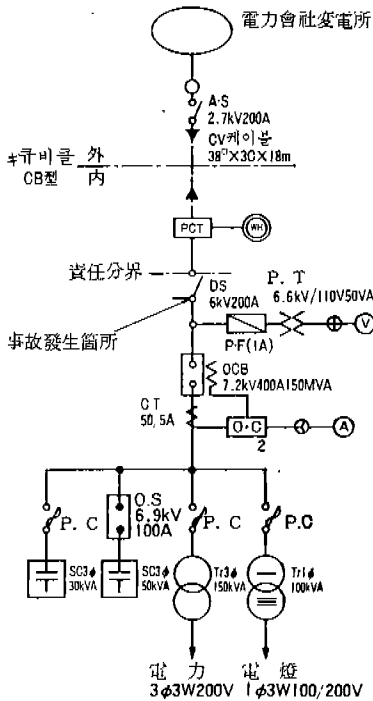 電力會社変電所
A·S
2.7kV200A
CV케이블
38□×3C×18m
キュ비클 外
CB型 内
PCT
WH
責任分界
DS
6kV200A
P. T
6.6kV/110V50VA
V
P·F(1A)
事故發生箇所
OCB
7.2kV400A150MVA
CT
50,5A
O·C
2
A
P. C
O.S
6.9kV
100A
P. C
P.C
SC3φ
30kVA
SC3φ
50kVA
Tr3φ
150kVA
Tr1φ
100kVA
電力
3φ3W200V
電燈
1φ3W100/200V